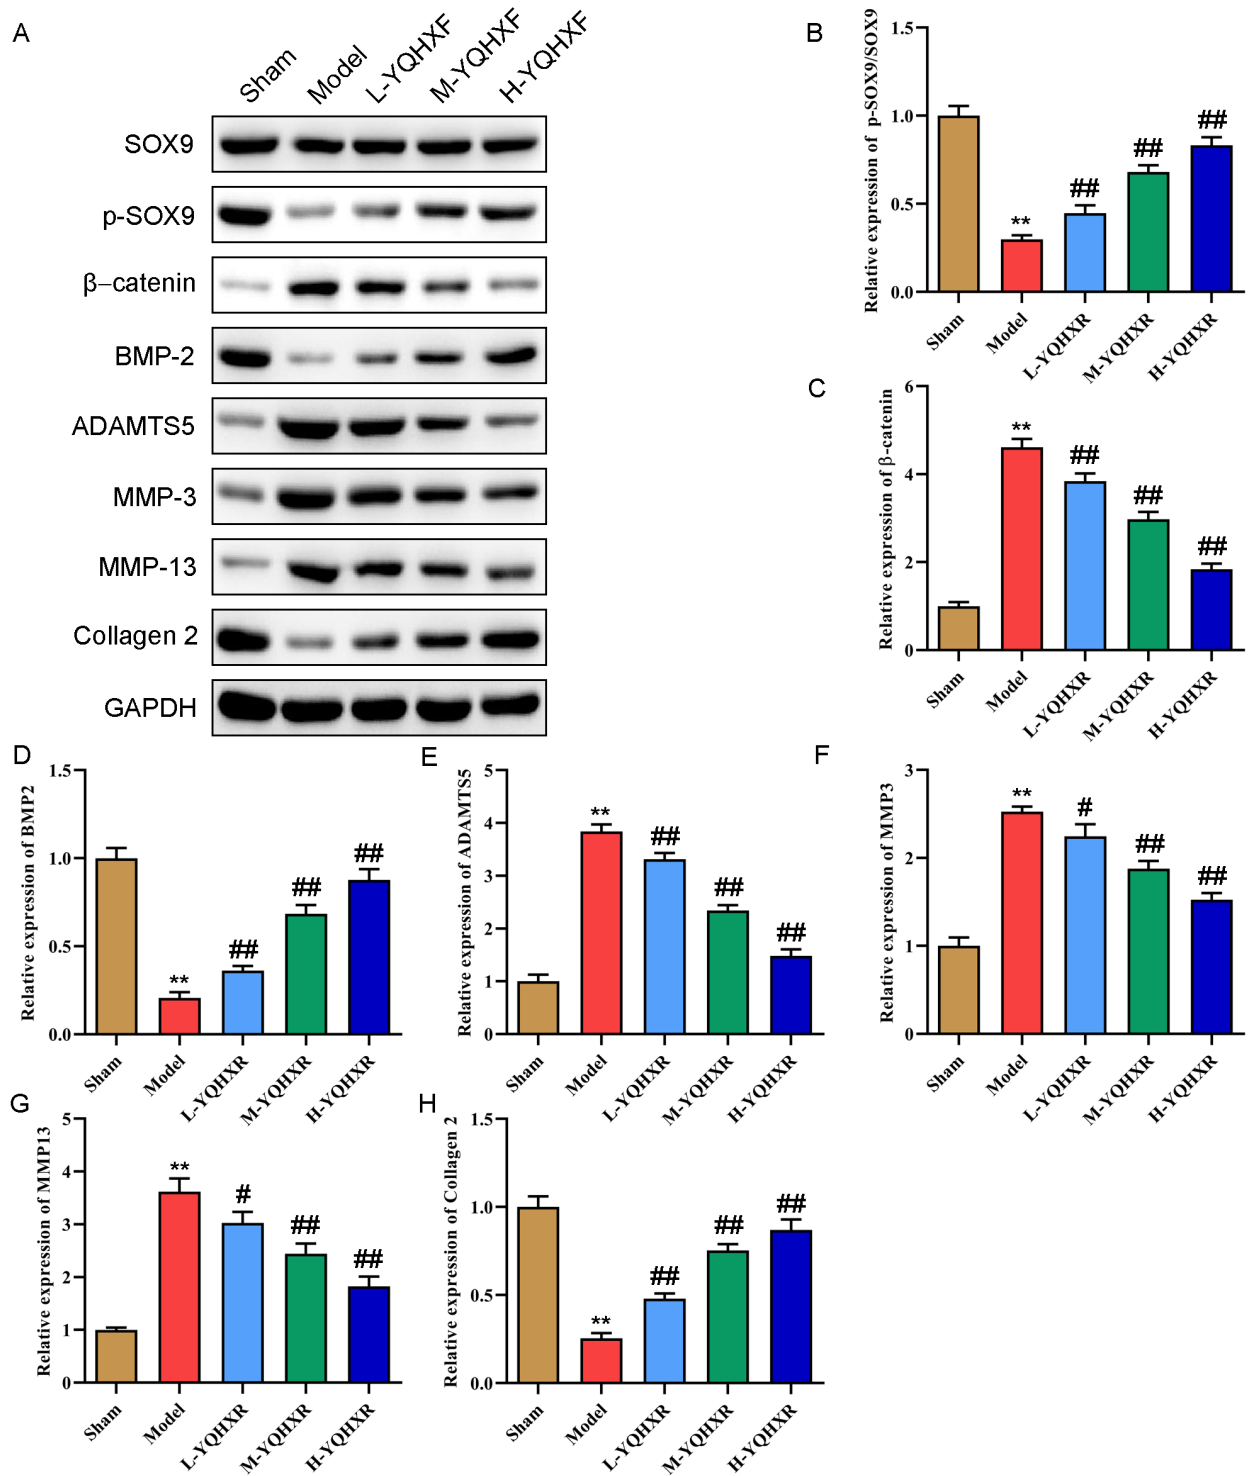 A
Sham
Model
L-YQHXF
M-YQHXF
H-YQHXF
SOX9
p-SOX9
β–catenin
BMP-2
ADAMTS5
MMP-3
MMP-13
Collagen 2
GAPDH
B
Relative expression of p-SOX9/SOX9
1.5
1.0
0.5
0.0
**
##
##
##
Sham
Model
L-YQHXR
M-YQHXR
H-YQHXR
C
Relative expression of β-catenin
6
4
2
0
**
##
##
##
Sham
Model
L-YQHXR
M-YQHXR
H-YQHXR
D
Relative expression of BMP2
1.5
1.0
0.5
0.0
**
##
##
##
Sham
Model
L-YQHXR
M-YQHXR
H-YQHXR
E
Relative expression of ADAMTS5
5
4
3
2
1
0
**
##
##
##
Sham
Model
L-YQHXR
M-YQHXR
H-YQHXR
F
Relative expression of MMP3
3
2
1
0
**
#
##
##
Sham
Model
L-YQHXR
M-YQHXR
H-YQHXR
G
Relative expression of MMP13
5
4
3
2
1
0
**
#
##
##
Sham
Model
L-YQHXR
M-YQHXR
H-YQHXR
H
Relative expression of Collagen 2
1.5
1.0
0.5
0.0
**
##
##
##
Sham
Model
L-YQHXR
M-YQHXR
H-YQHXR